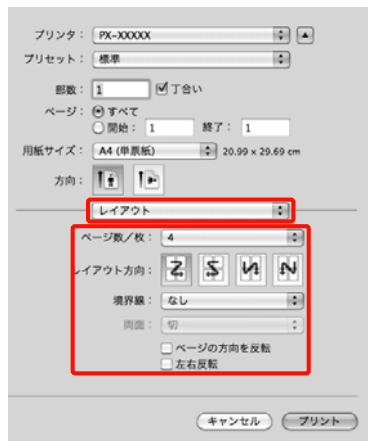 プリンタ： PX-XXXXX
プリセット： 標準
部数： 1 丁合い
ページ： すべて
開始： 1 終了： 1
用紙サイズ： A4 (単票紙) 20.99 x 29.69 cm
方向：
レイアウト
ページ数／枚： 4
レイアウト方向：
境界線： なし
両面： 切
ページの方向を反転
左右反転
キャンセル プリント